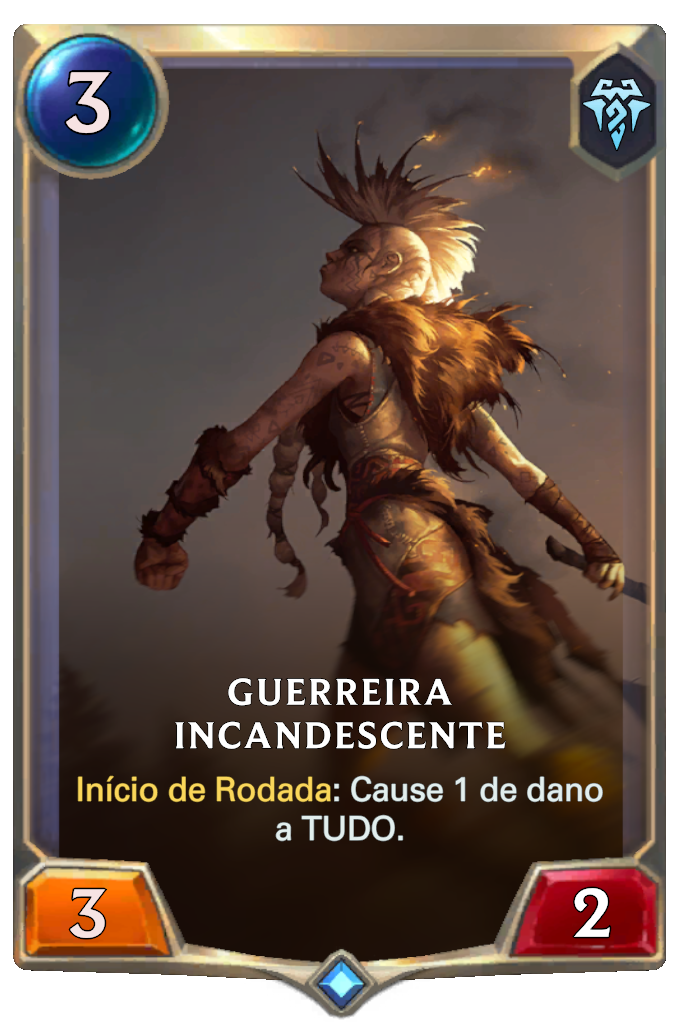 3
GUERREIRA
INCANDESCENTE
Início de Rodada: Cause 1 de dano
a TUDO.
3
2